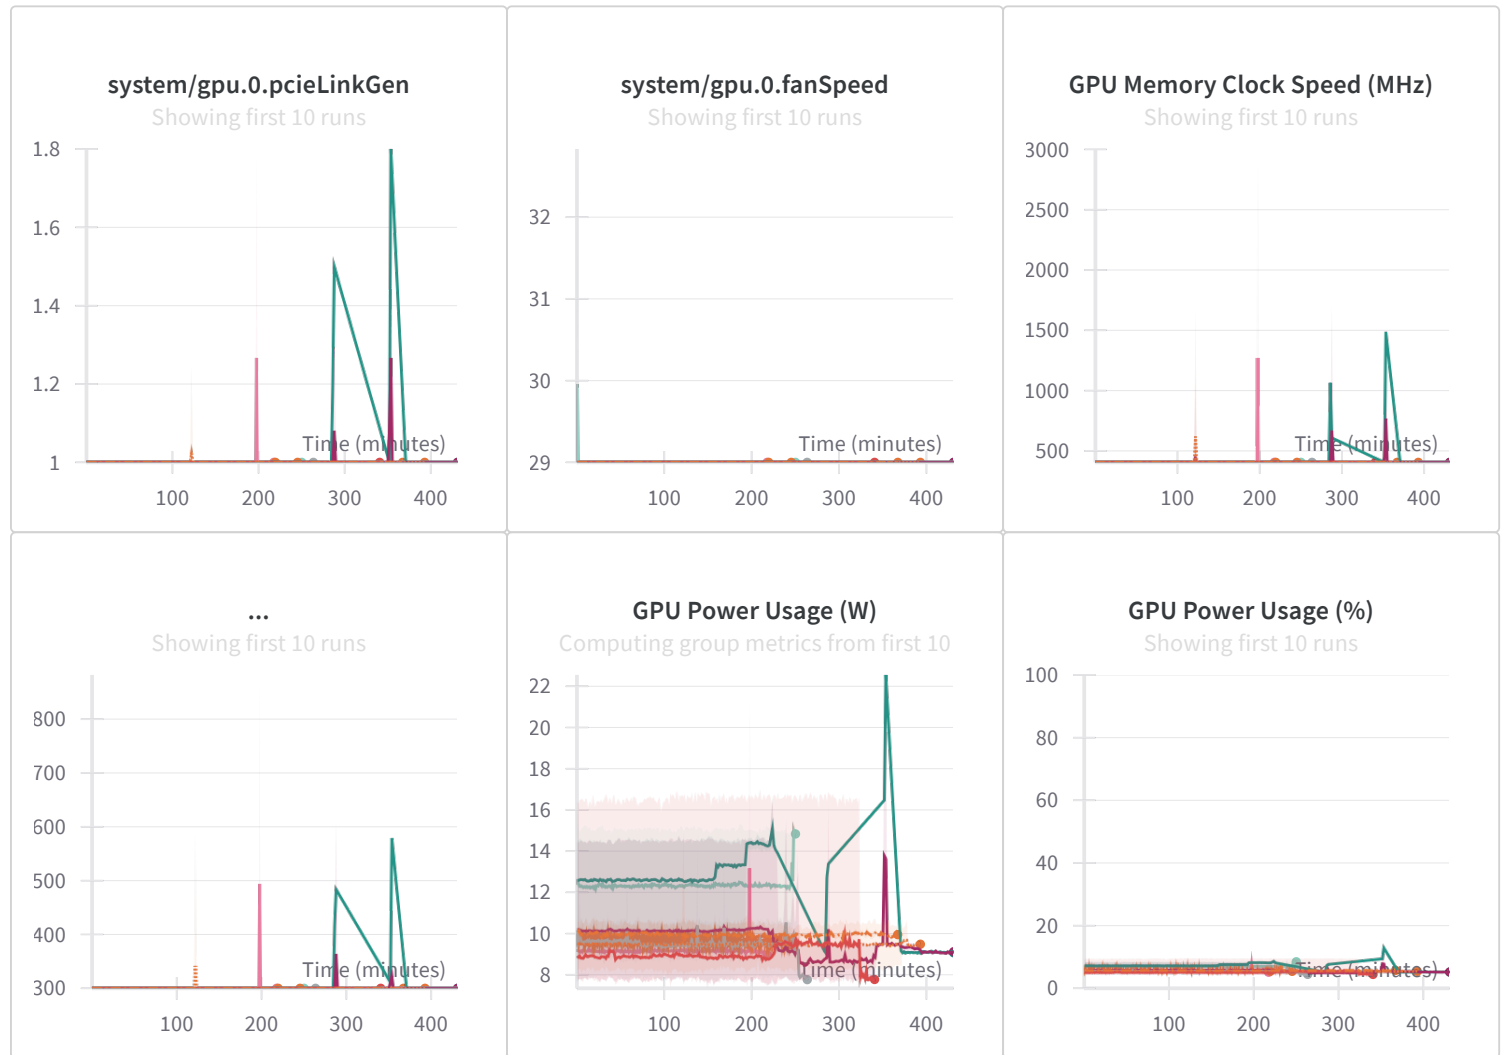 system/gpu.0.pcieLinkGen
Showing first 10 runs
1.8
1.6
1.4
1.2
1
Time (minutes)
100 200 300 400
system/gpu.0.fanSpeed
Showing first 10 runs
32
31
30
29
Time (minutes)
100 200 300 400
GPU Memory Clock Speed (MHz)
Showing first 10 runs
3000
2500
2000
1500
1000
500
Time (minutes)
100 200 300 400
...
Showing first 10 runs
800
700
600
500
400
300
Time (minutes)
100 200 300 400
GPU Power Usage (W)
Computing group metrics from first 10
22
20
18
16
14
12
10
8
Time (minutes)
100 200 300 400
GPU Power Usage (%)
Showing first 10 runs
100
80
60
40
20
0
Time (minutes)
100 200 300 400